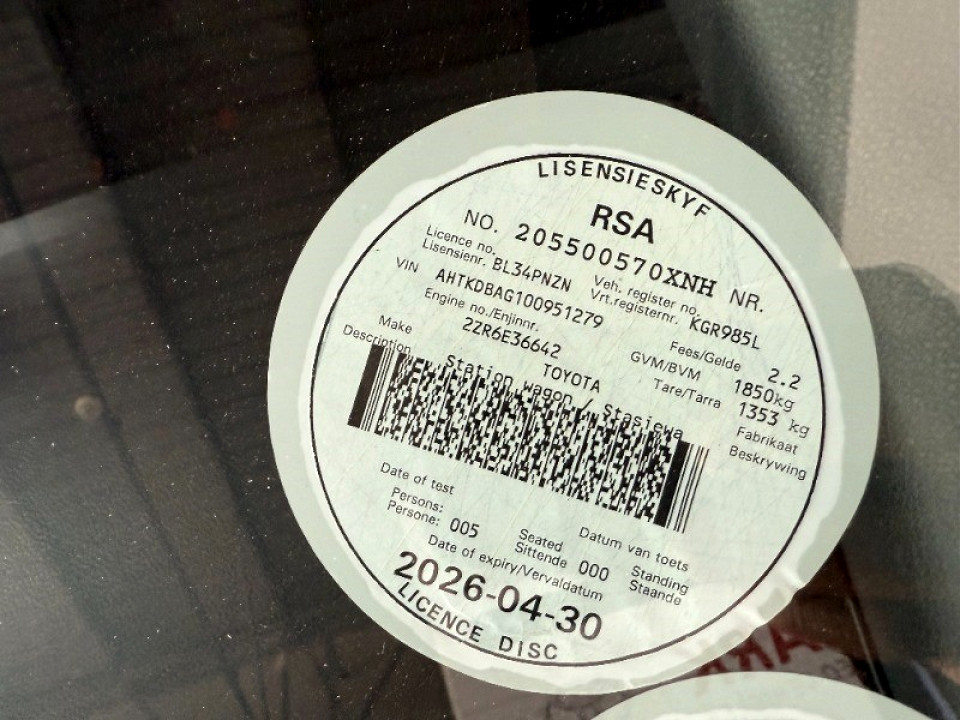 LISENSIESKYF
RSA
NO. 205500570XNH NR.
Licence no. Veh. register no.
Lisensienr. BL34PNZN Vrt.registernr. KGR985L
VIN AHTKDBAG100951279 Fees/Gelde 2.2
Engine no./Enjinnr. GVM/BVM 1850kg
2ZR6E36642 Tare/Tarra 1353 kg
Make TOYOTA Fabrikaat
Description Station wagon / Stasiewa Beskrywing
Date of test Datum van toets
Persons: Seated Standing
Persone: 005 Sittende 000 Staande
Date of expiry/Vervaldatum
2026-04-30
LICENCE DISC